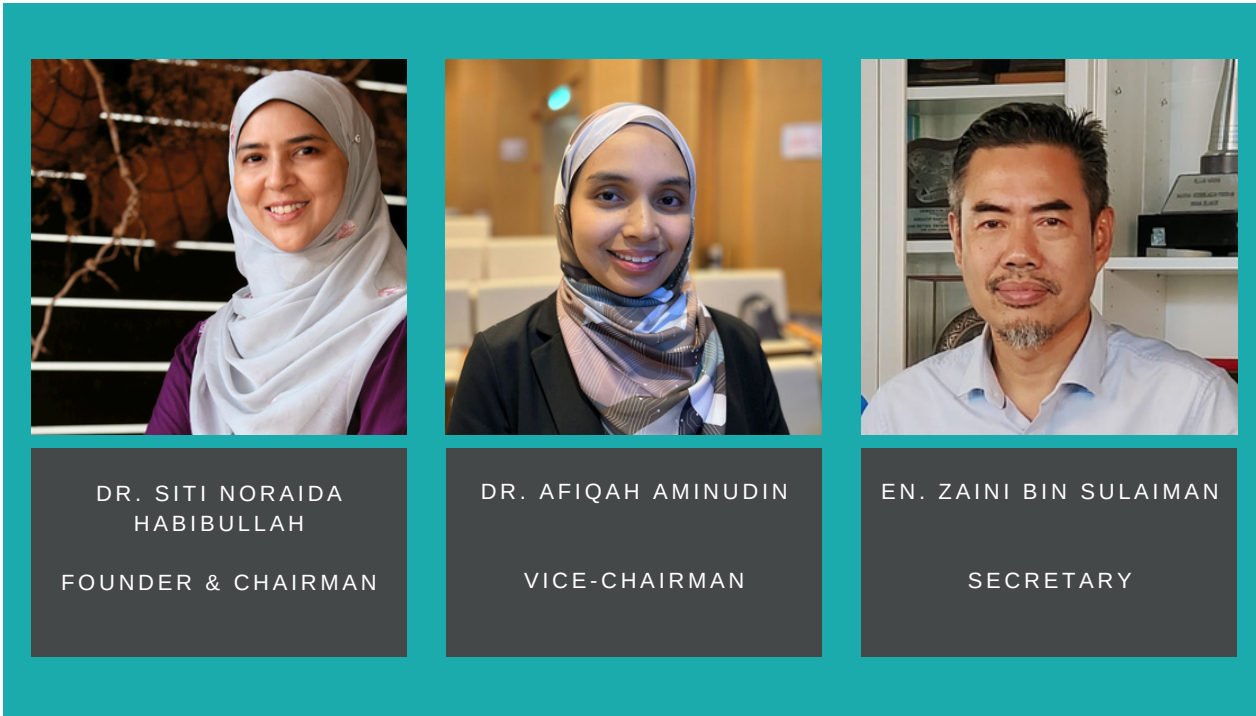 DR. SITI NORAIDA
HABIBULLAH
FOUNDER & CHAIRMAN
DR. AFIQAH AMINUDIN
VICE-CHAIRMAN
EN. ZAINI BIN SULAIMAN
SECRETARY